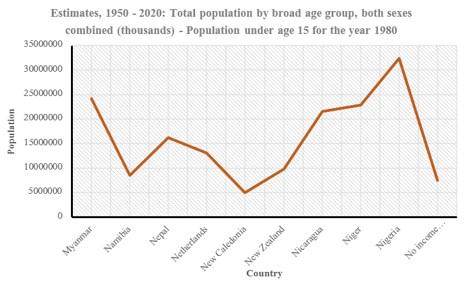 Estimates, 1950 - 2020: Total population by broad age group, both sexes
combined (thousands) - Population under age 15 for the year 1980
35000000
30000000
25000000
20000000
15000000
10000000
5000000
0
Population
Myanmar
Namibia
Nepal
Netherlands
New Caledonia
New Zealand
Nicaragua
Niger
Nigeria
No income...
Country